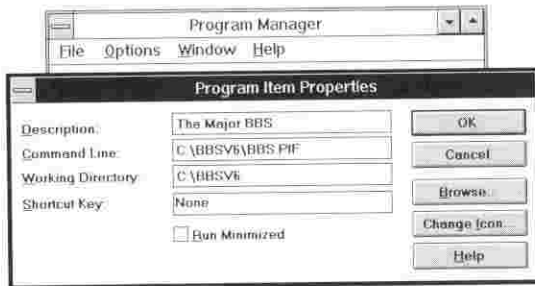 Program Manager
File Options Window Help
Program Item Properties
Description: The Major BBS
Command Line: C:\BBSV6\BBS.PIF
Working Directory: C:\BBSV6
Shortcut Key: None
Run Minimized
OK
Cancel
Browse...
Change Icon...
Help